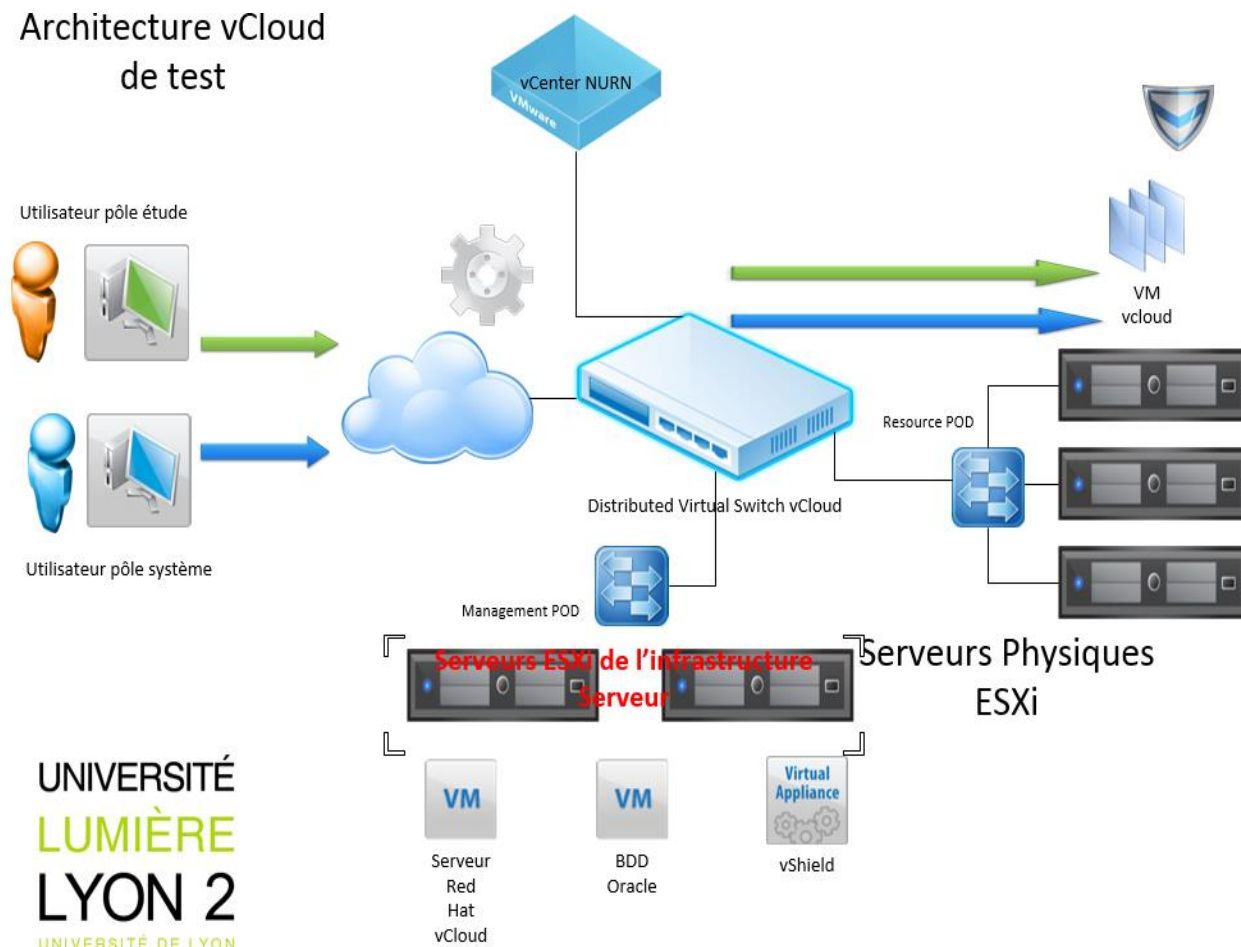 Architecture vCloud
de test
vCenter NURN
VMware
Utilisateur pôle étude
VM
vcloud
Resource POD
Distributed Virtual Switch vCloud
Utilisateur pôle système
Management POD
Serveurs ESXi de l'infrastructure
Serveur
Serveurs Physiques
ESXi
VM
Serveur
Red
Hat
vCloud
VM
BDD
Oracle
Virtual
Appliance
vShield
UNIVERSITÉ
LUMIÈRE
LYON 2
UNIVERSITÉ DE LYON